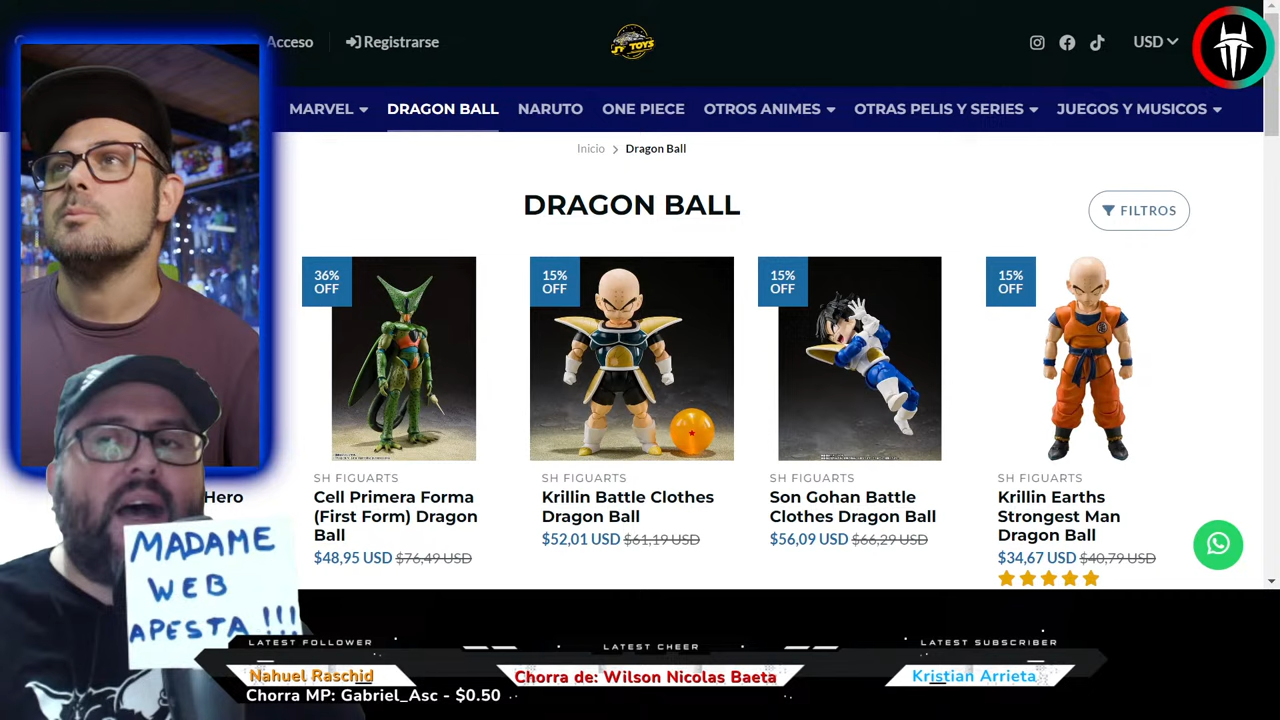 Acceso
Registrarse
JY TOYS
USD
MARVEL
DRAGON BALL
NARUTO
ONE PIECE
OTROS ANIMES
OTRAS PELIS Y SERIES
JUEGOS Y MUSICOS
Inicio > Dragon Ball
DRAGON BALL
FILTROS
36%
OFF
15%
OFF
15%
OFF
15%
OFF
Hero
SH FIGUARTS
Cell Primera Forma
(First Form) Dragon
Ball
$48,95 USD $76,49 USD
SH FIGUARTS
Krillin Battle Clothes
Dragon Ball
$52,01 USD $61,19 USD
SH FIGUARTS
Son Gohan Battle
Clothes Dragon Ball
$56,09 USD $66,29 USD
SH FIGUARTS
Krillin Earths
Strongest Man
Dragon Ball
$34,67 USD $40,79 USD
MADAME
WEB
APESTA !!!
LATEST FOLLOWER
Nahuel Raschid
LATEST CHEER
Chorra de: Wilson Nicolas Baeta
LATEST SUBSCRIBER
Kristian Arrieta
Chorra MP: Gabriel_Asc - $0.50